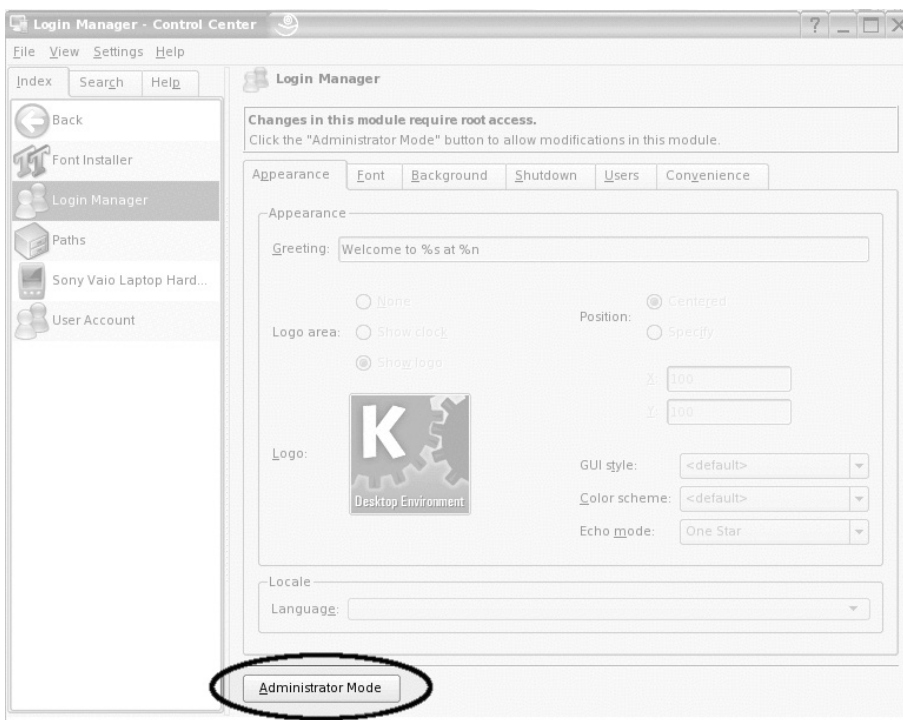 Login Manager - Control Center
File View Settings Help
Index Search Help
Back
Font Installer
Login Manager
Paths
Sony Vaio Laptop Hard...
User Account
Login Manager
Changes in this module require root access.
Click the "Administrator Mode" button to allow modifications in this module.
Appearance Font Background Shutdown Users Convenience
Appearance
Greeting: Welcome to %s at %n
Logo area:
None
Show clock
Show logo
Position:
Centered
Specify
X: 100
Y: 100
Logo:
K
Desktop Environment
GUI style: <default>
Color scheme: <default>
Echo mode: One Star
Locale
Language:
Administrator Mode